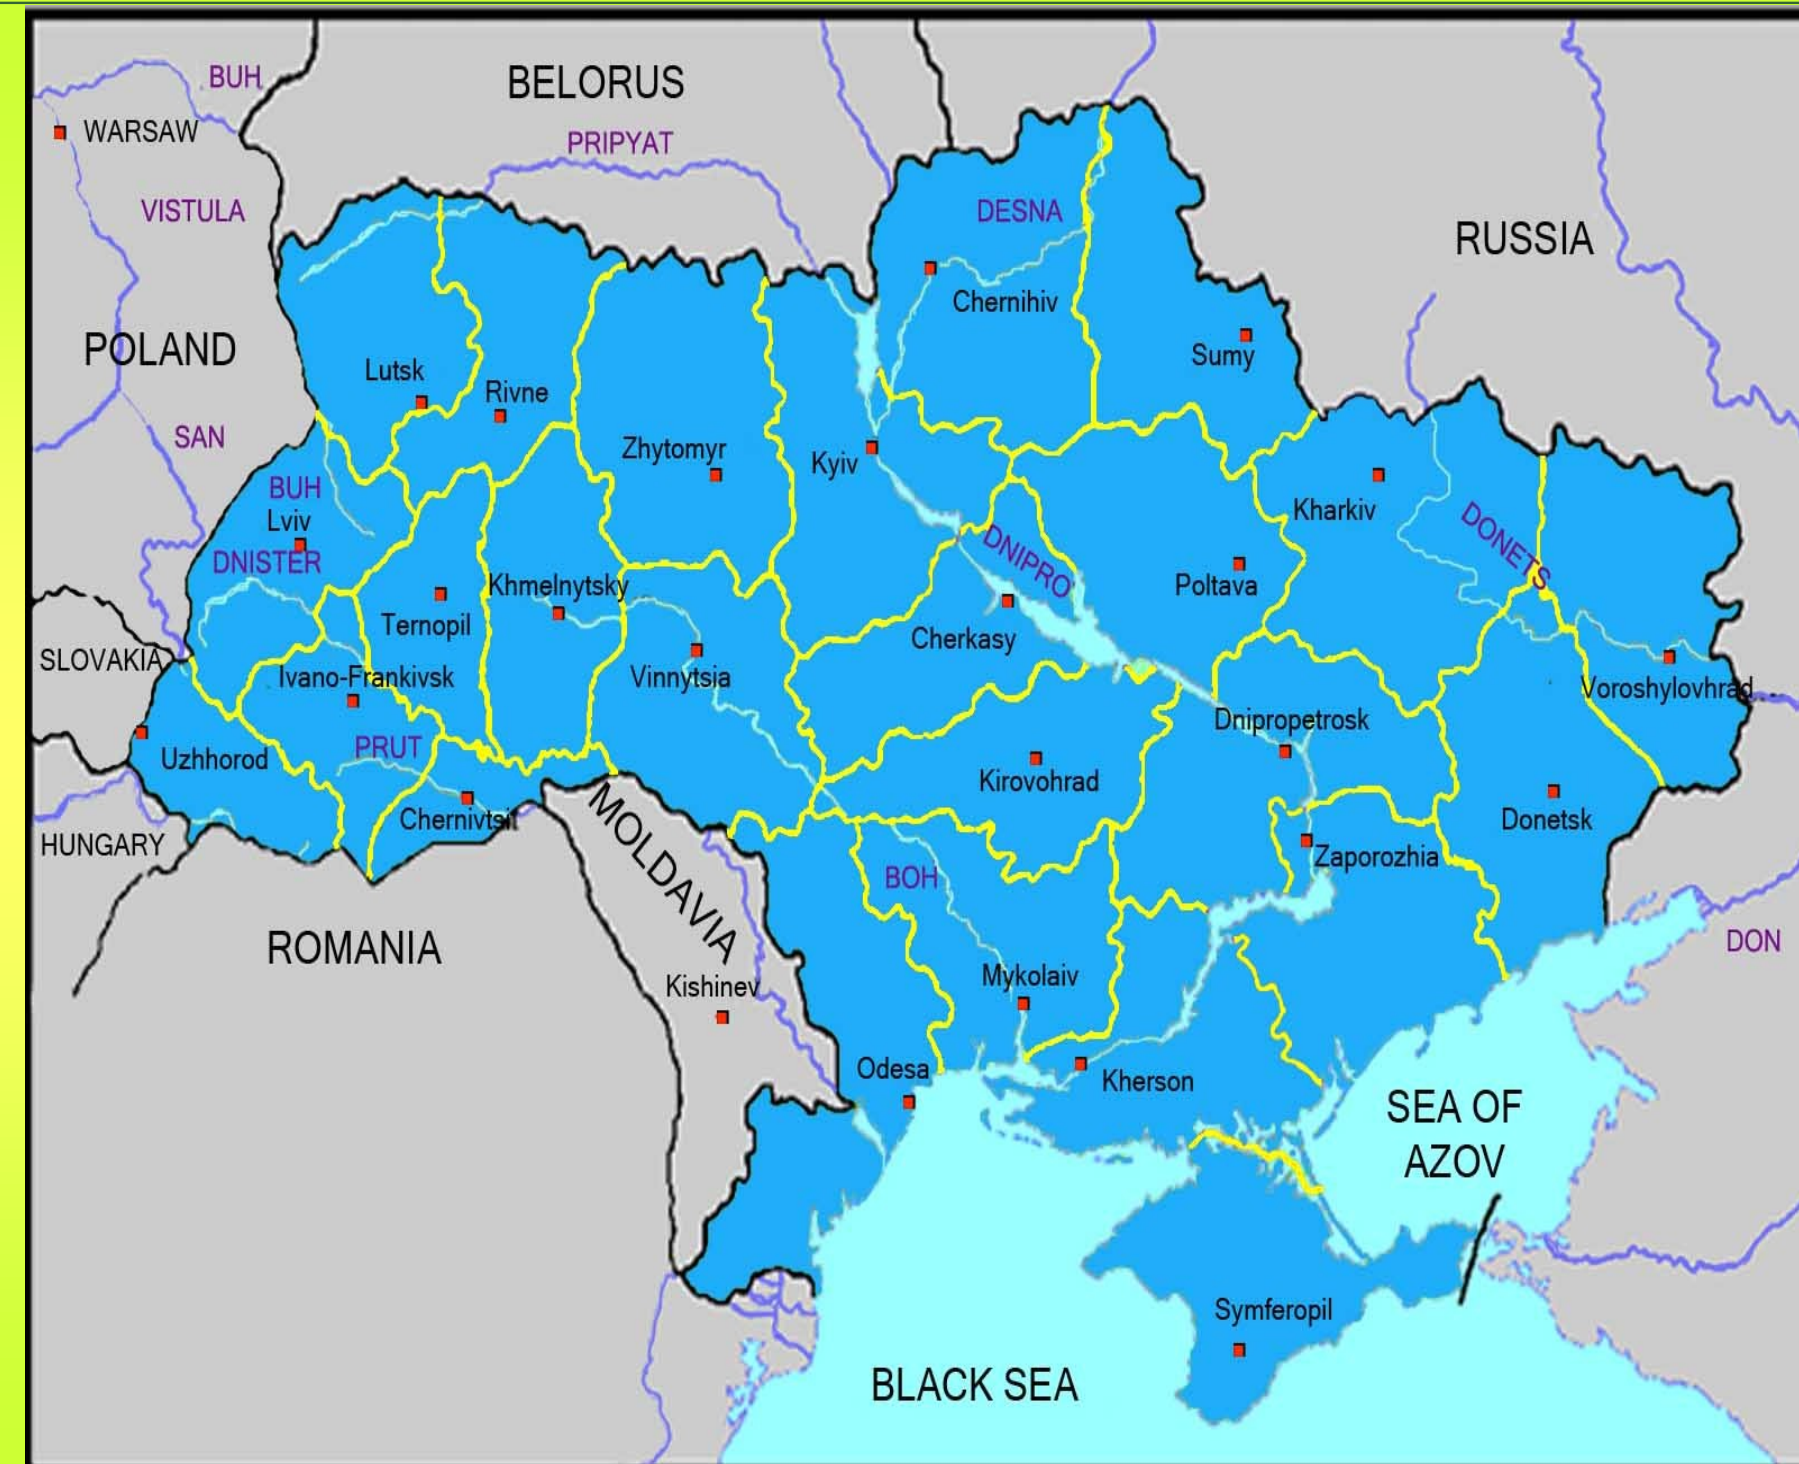 BUH
BELORUS
WARSAW
PRIPYAT
VISTULA
DESNA
RUSSIA
Chernihiv
POLAND
Sumy
Lutsk
Rivne
SAN
Zhytomyr
Kyiv
BUH
Kharkiv
Lviv
DONETS
DNISTER
DNIPRO
Khmelnytsky
Poltava
Ternopil
Cherkasy
SLOVAKIA
Ivano-Frankivsk
Vinnytsia
Voroshylovhrad
Dnipropetrosk
PRUT
Uzhhorod
Kirovohrad
Chernivtsit
Donetsk
HUNGARY
MOLDAVIA
Zaporozhia
BOH
ROMANIA
DON
Mykolaiv
Kishinev
Odesa
Kherson
SEA OF
AZOV
Symferopil
BLACK SEA